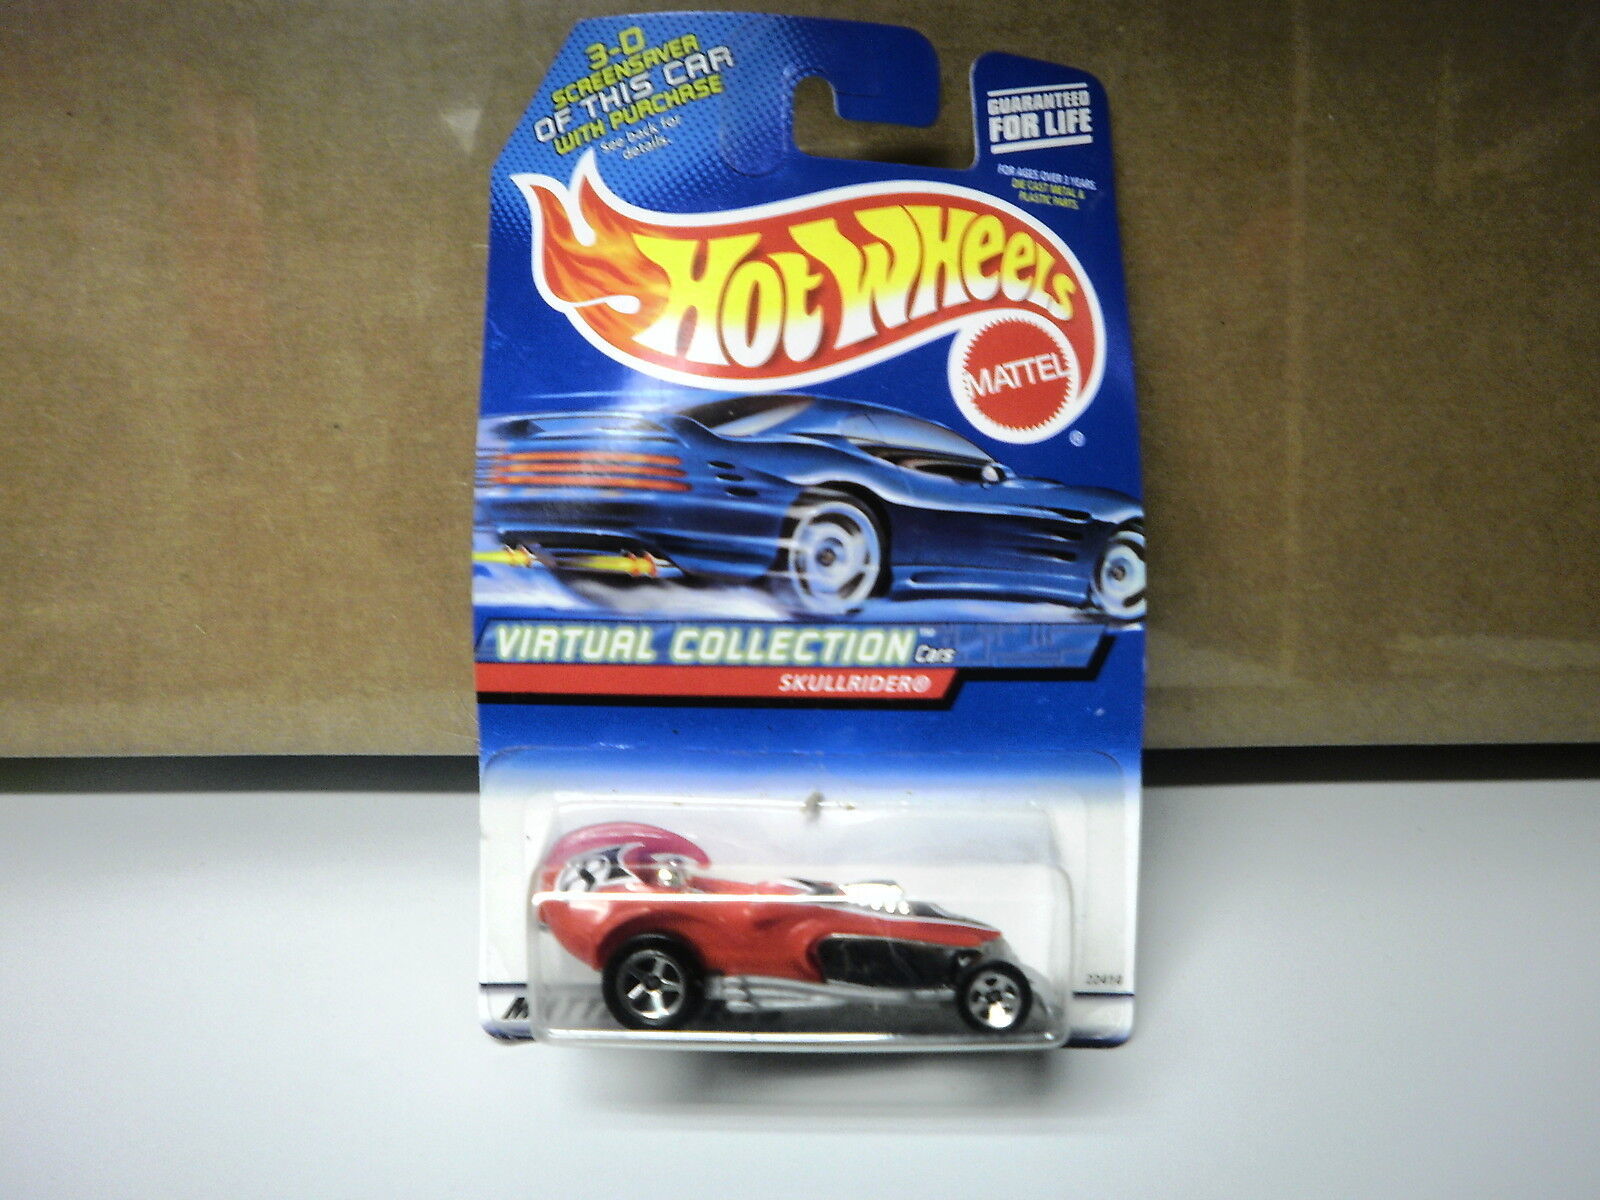 3-D
SCREENSAVER
OF THIS CAR
WITH PURCHASE
See back for
details.
GUARANTEED
FOR LIFE
FOR AGES OVER 3 YEARS.
DIE CAST METAL &
PLASTIC PARTS.
HOT WHEELS
MATTEL
®
VIRTUAL COLLECTION™
Cars
SKULLRIDER®